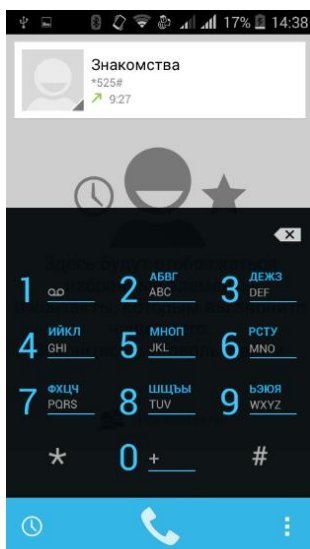 17% 14:38
Знакомства
*525#
9:27
1
2 АБВГ ABC
3 ДЕЖЗ DEF
4 ИЙКЛ GHI
5 МНОП JKL
6 РСТУ MNO
7 ФХЦЧ PQRS
8 ШЩЪЫ TUV
9 ЬЭЮЯ WXYZ
* 0 + #